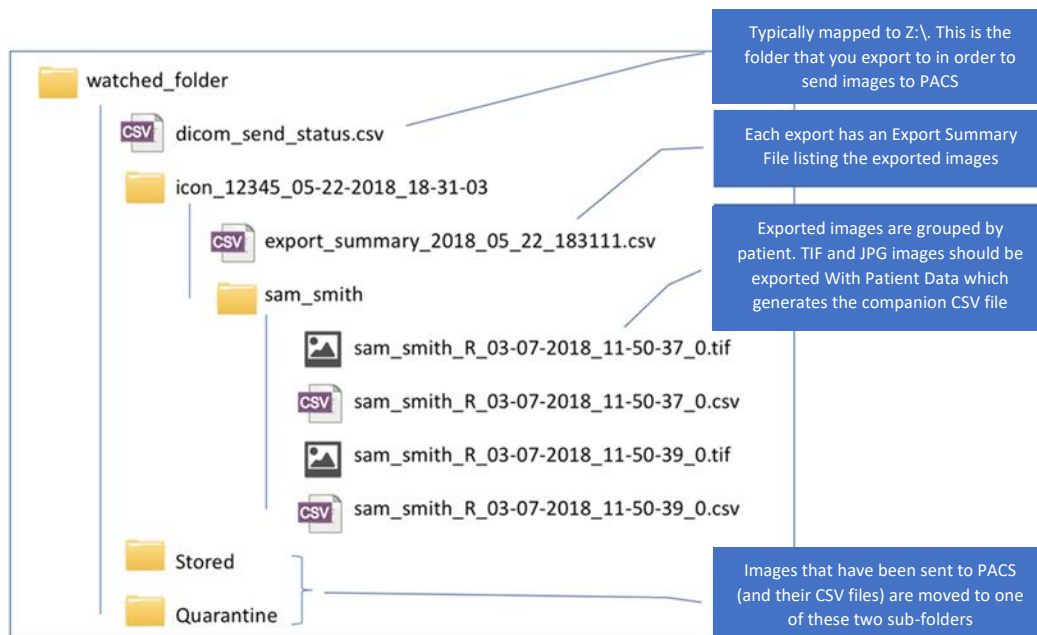 Typically mapped to Z:\. This is the
folder that you export to in order to
send images to PACS
watched_folder
CSV
dicom_send_status.csv
Each export has an Export Summary
File listing the exported images
icon_12345_05-22-2018_18-31-03
CSV
export_summary_2018_05_22_183111.csv
Exported images are grouped by
patient. TIF and JPG images should be
exported With Patient Data which
generates the companion CSV file
sam_smith
sam_smith_R_03-07-2018_11-50-37_0.tif
CSV
sam_smith_R_03-07-2018_11-50-37_0.csv
sam_smith_R_03-07-2018_11-50-39_0.tif
CSV
sam_smith_R_03-07-2018_11-50-39_0.csv
Stored
Quarantine
Images that have been sent to PACS
(and their CSV files) are moved to one
of these two sub-folders